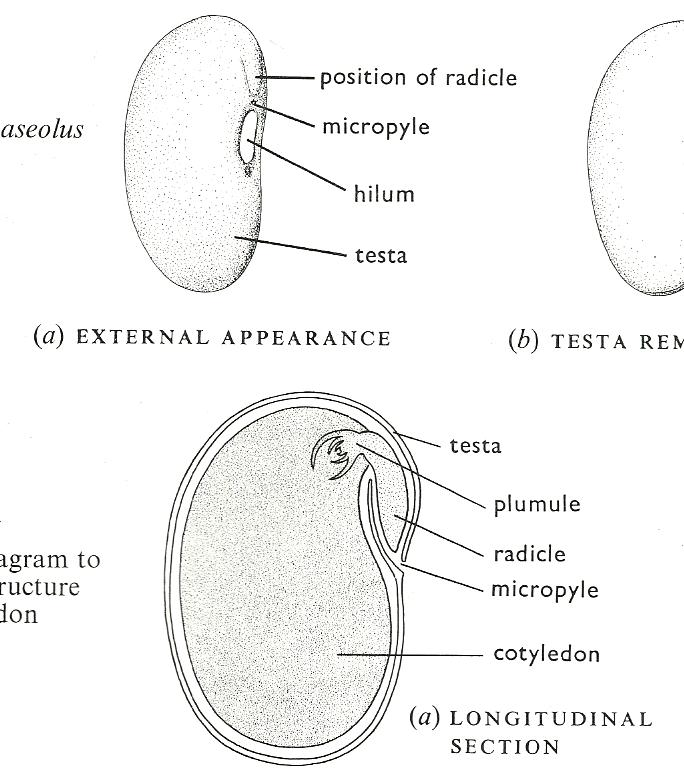 position of radicle
aseolus
micropyle
hilum
testa
(a) EXTERNAL APPEARANCE
(b) TESTA REM
testa
plumule
agram to
radicle
ructure
micropyle
don
cotyledon
(a) LONGITUDINAL
SECTION